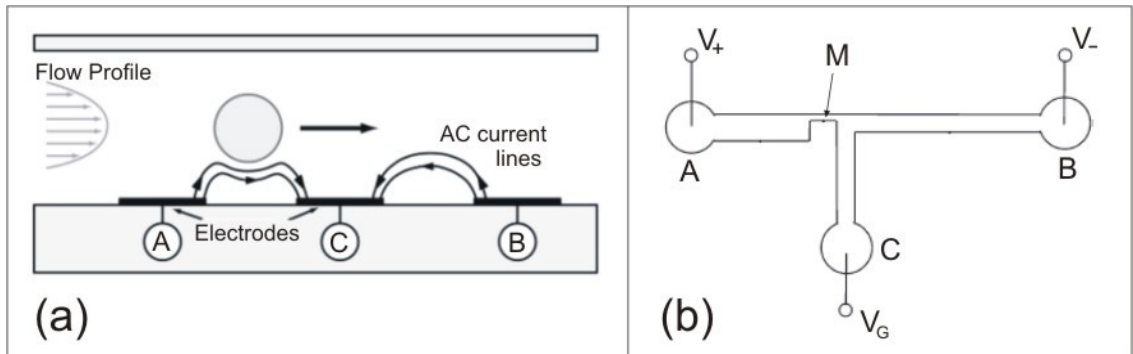 Flow Profile
AC current
lines
Electrodes
A
C
B
(a)
V+
M
V-
A
B
C
VG
(b)